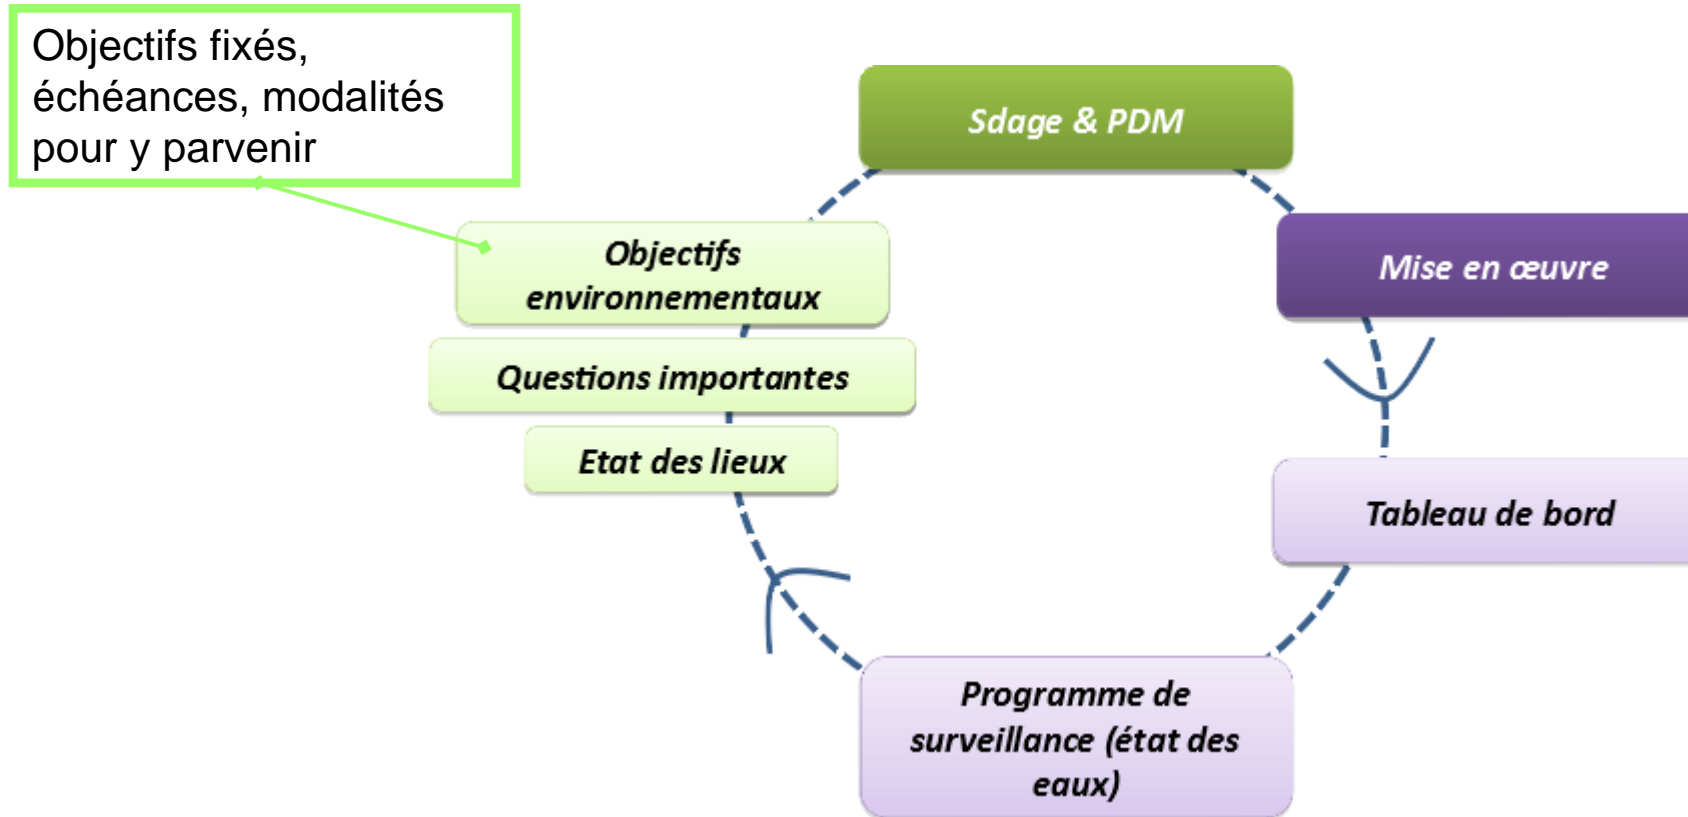 Objectifs fixés,
échéances, modalités
pour y parvenir
Sdage & PDM
Objectifs
environnementaux
Mise en œuvre
Questions importantes
Etat des lieux
Tableau de bord
Programme de
surveillance (état des
eaux)